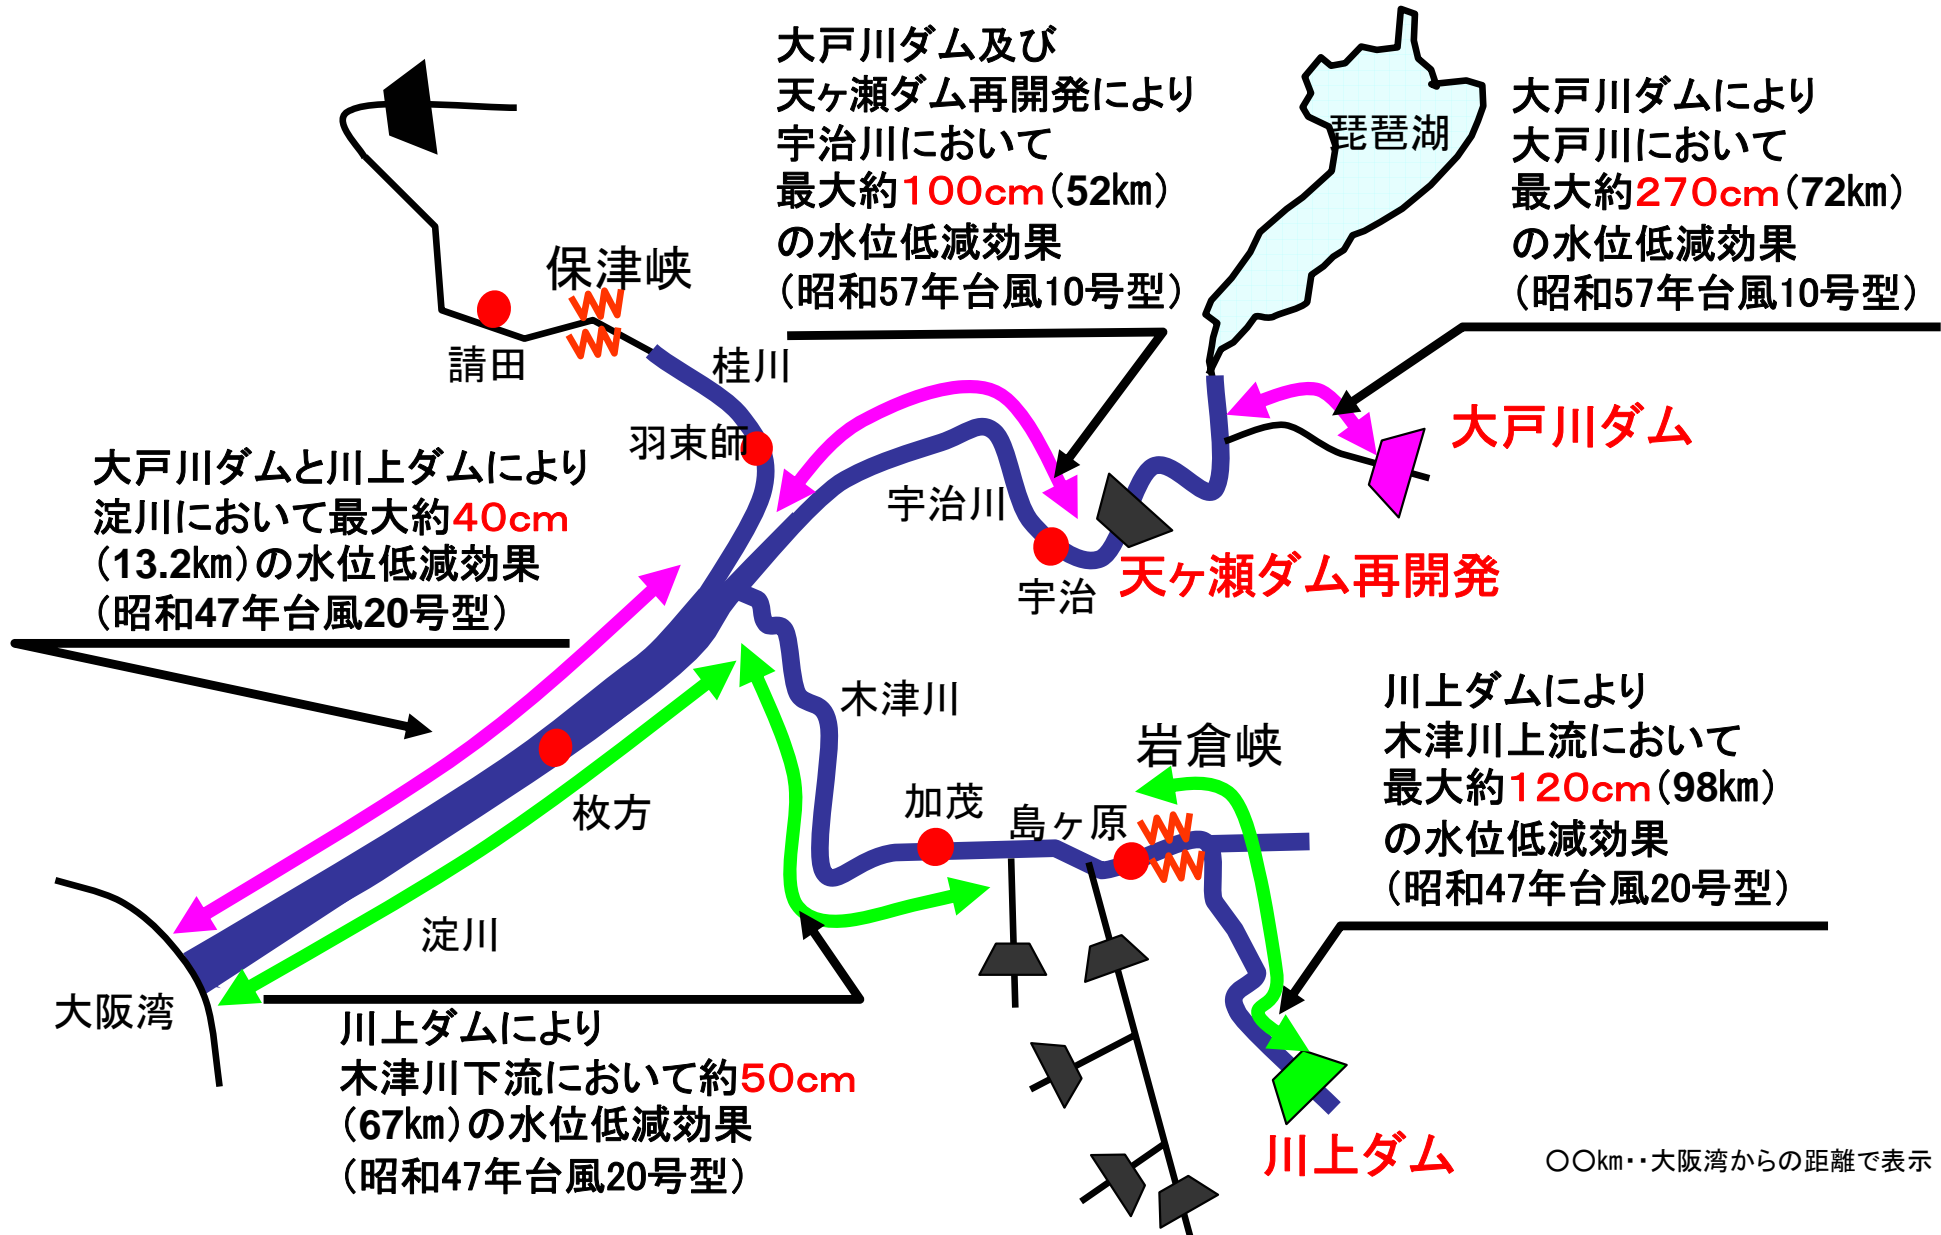 大戸川ダム及び
天ヶ瀬ダム再開発により
宇治川において
最大約100cm(52km)
の水位低減効果
(昭和57年台風10号型)
琵琶湖
大戸川ダムにより
大戸川において
最大約270cm(72km)
の水位低減効果
(昭和57年台風10号型)
保津峡
請田
桂川
羽束師
大戸川ダム
大戸川ダムと川上ダムにより
淀川において最大約40cm
(13.2km)の水位低減効果
(昭和47年台風20号型)
宇治川
宇治
天ヶ瀬ダム再開発
木津川
岩倉峡
川上ダムにより
木津川上流において
最大約120cm(98km)
の水位低減効果
(昭和47年台風20号型)
枚方
加茂
島ヶ原
淀川
大阪湾
川上ダムにより
木津川下流において約50cm
(67km)の水位低減効果
(昭和47年台風20号型)
川上ダム
〇〇km・・大阪湾からの距離で表示